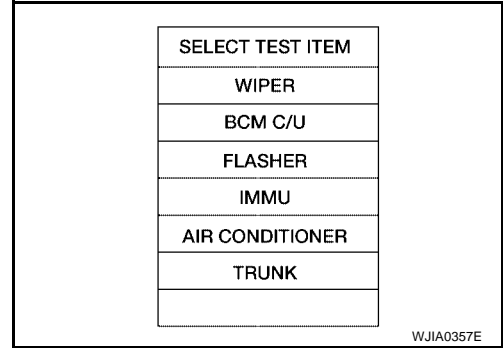 SELECT TEST ITEM
WIPER
BCM C/U
FLASHER
IMMU
AIR CONDITIONER
TRUNK
WJIA0357E